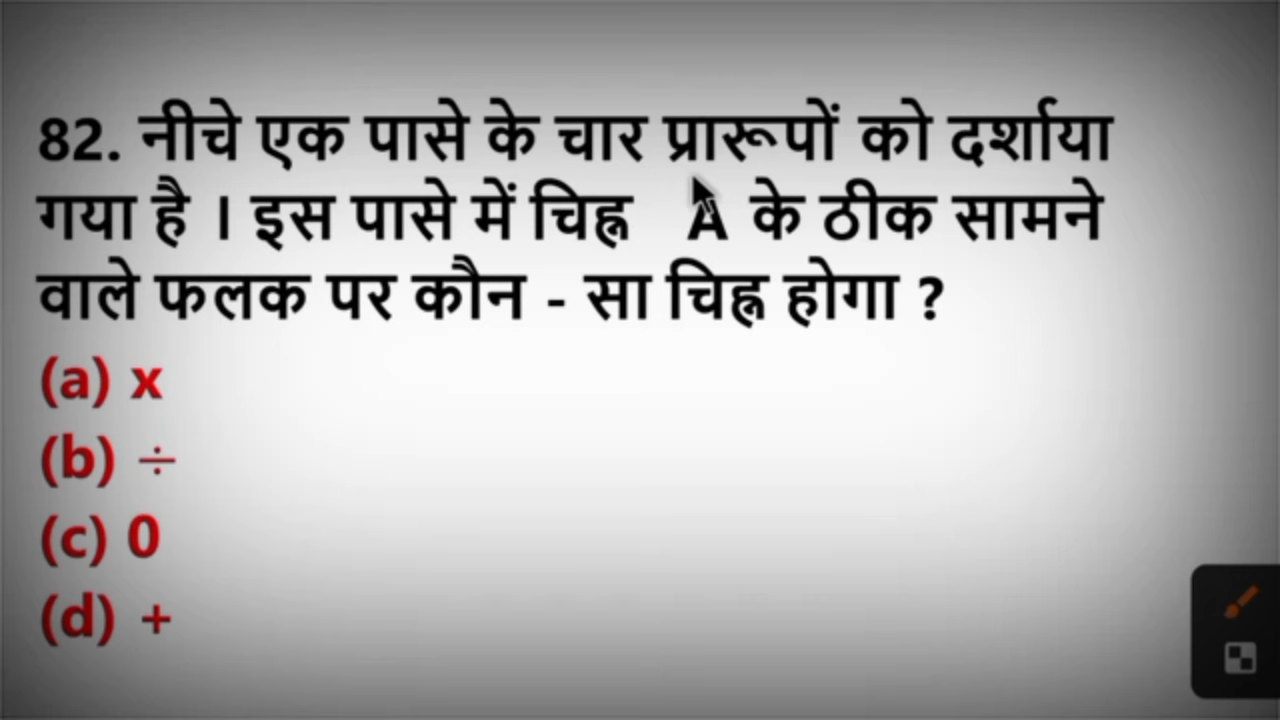 82. नीचे एक पासे के चार प्रारूपों को दर्शाया
गया है । इस पासे में चिह्न A के ठीक सामने
वाले फलक पर कौन - सा चिह्न होगा ?
(a) x
(b) ÷
(c) 0
(d) +